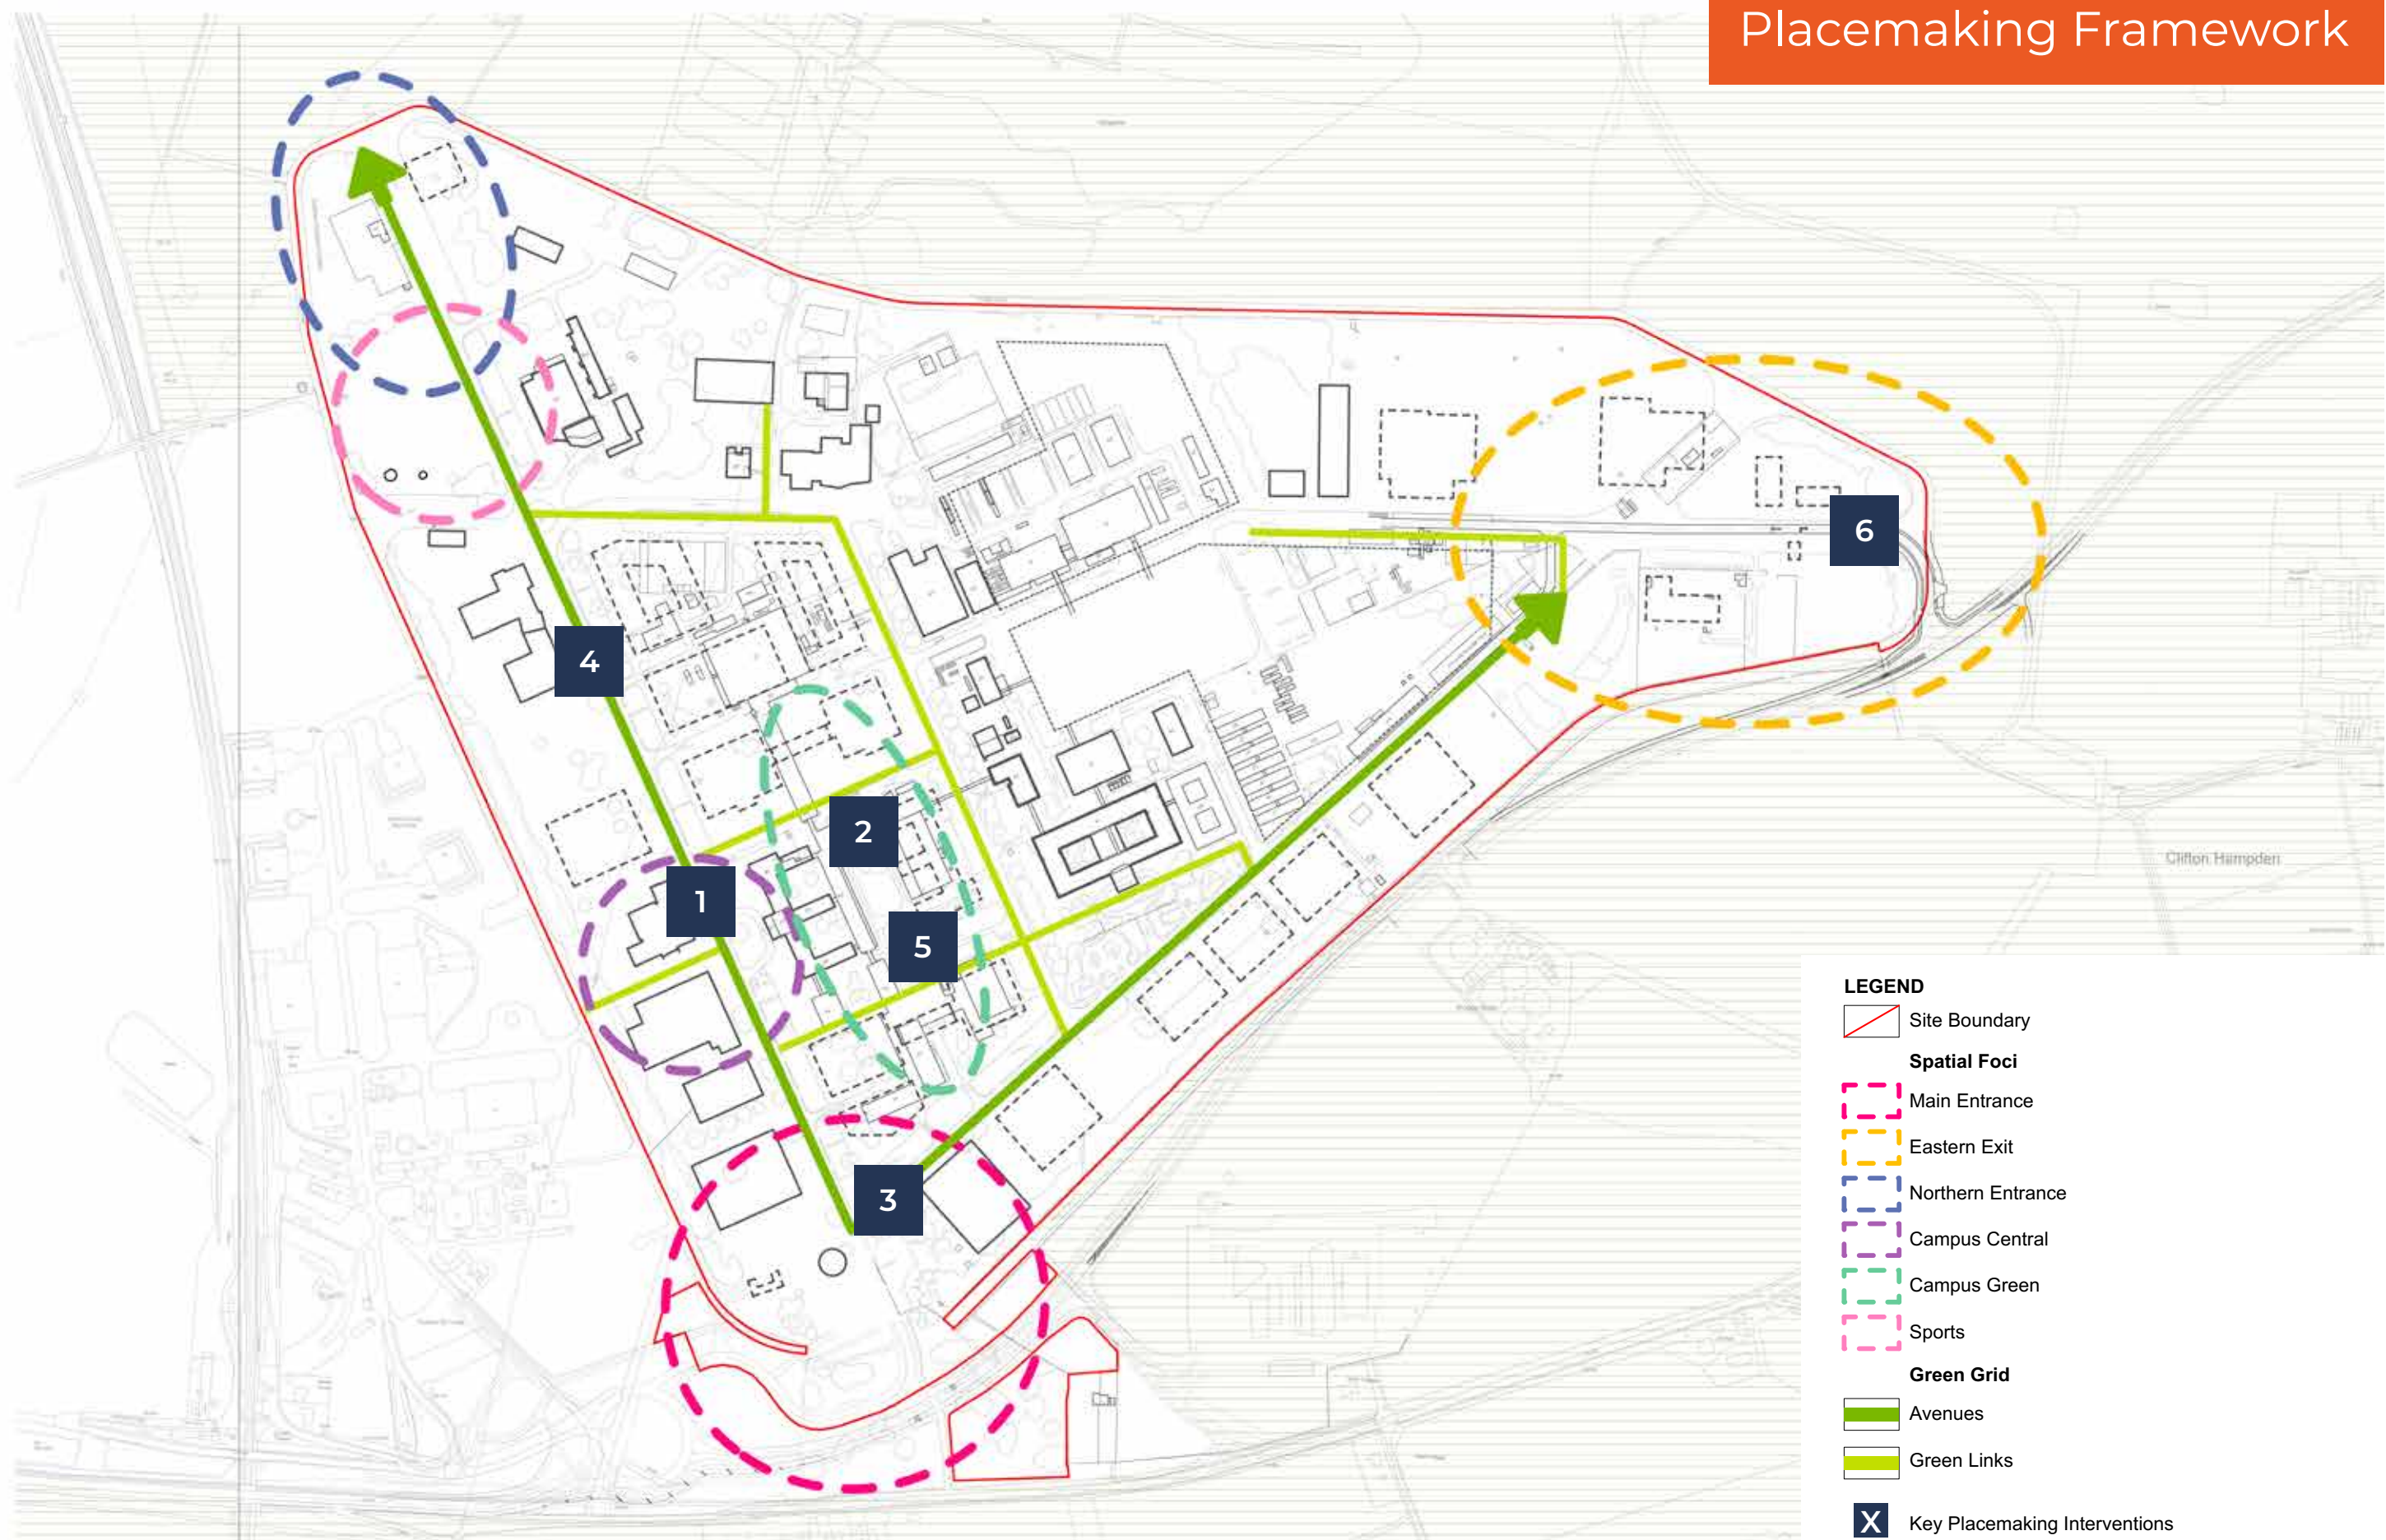 Placemaking Framework
6
4
2
1
5
3
Clifton Hampden
LEGEND
Site Boundary
Spatial Foci
Main Entrance
Eastern Exit
Northern Entrance
Campus Central
Campus Green
Sports
Green Grid
Avenues
Green Links
X Key Placemaking Interventions